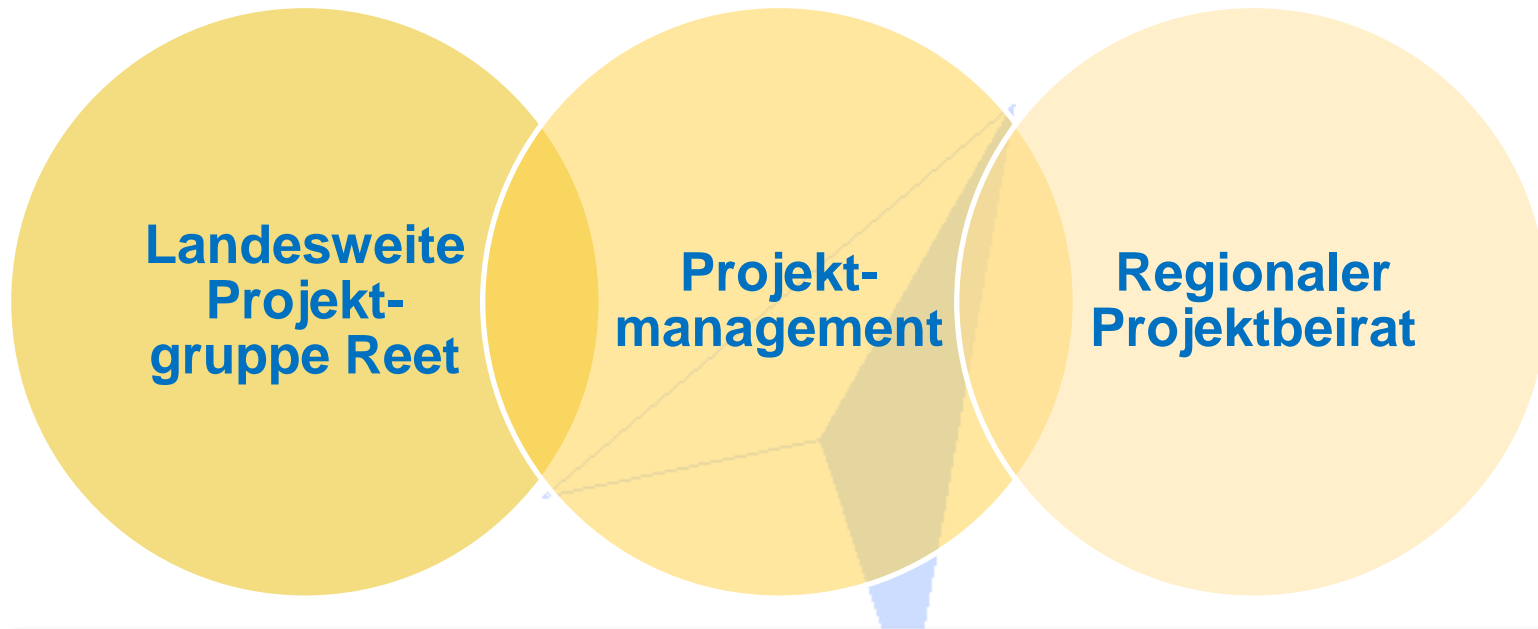 Landesweite
Projekt-
gruppe Reet
Projekt-
management
Regionaler
Projektbeirat